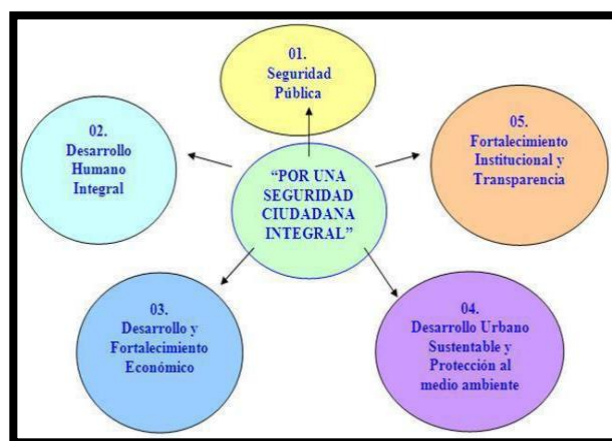 01.
Seguridad
Pública
02.
Desarrollo
Humano
Integral
"POR UNA
SEGURIDAD
CIUDADANA
INTEGRAL"
05.
Fortalecimiento
Institucional y
Transparencia
03.
Desarrollo y
Fortalecimiento
Económico
04.
Desarrollo Urbano
Sustentable y
Protección al
medio ambiente